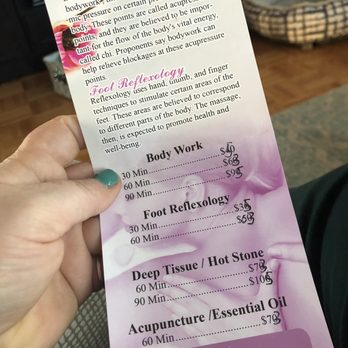 mic pressure on certain
body. These points are called acupressure
points, and they are believed to be impor-
tant for the flow of the body's vital energy,
called chi. Proponents say bodywork can
help relieve blockages at these acupressure
points.
Foot Reflexology
Reflexology uses hand, thumb, and finger
techniques to stimulate certain areas of the
feet. These areas are believed to correspond
to different parts of the body. The massage,
then, is expected to promote health and
well-being.
Body Work
30 Min
60 Min
90 Min
Foot Reflexology
30 Min
60 Min
Deep Tissue / Hot Stone
60 Min
90 Min
Acupuncture /Essential Oil
60 Min